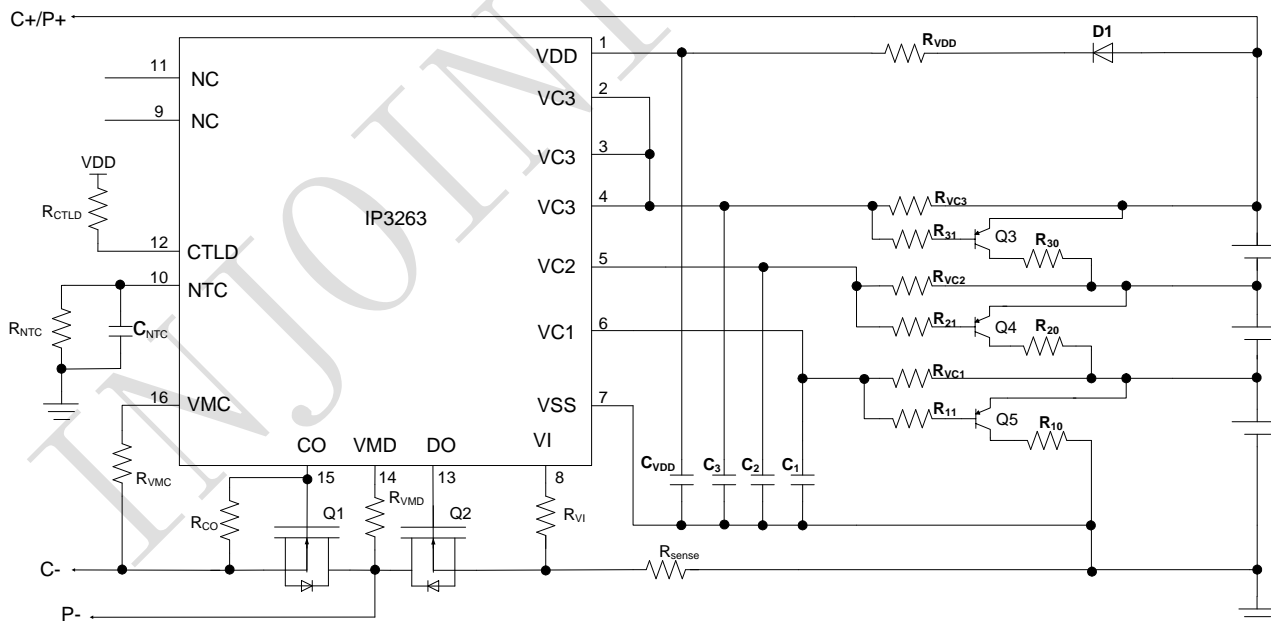 C+/P+
D1
RVDD
1
VDD
11
NC
2
VC3
9
NC
3
VC3
VDD
RCTLD
IP3263
4
VC3
RVC3
R31
Q3
R30
12
CTLD
10
NTC
5
VC2
RVC2
R21
Q4
R20
RNTC
CNTC
6
VC1
RVC1
R11
Q5
R10
16
VMC
7
VSS
CO
VMD
DO
VI
15
14
13
8
CVDD
C3
C2
C1
RVMC
RCO
Q1
RVMD
Q2
RVI
Rsense
C-
P-
INJOINI